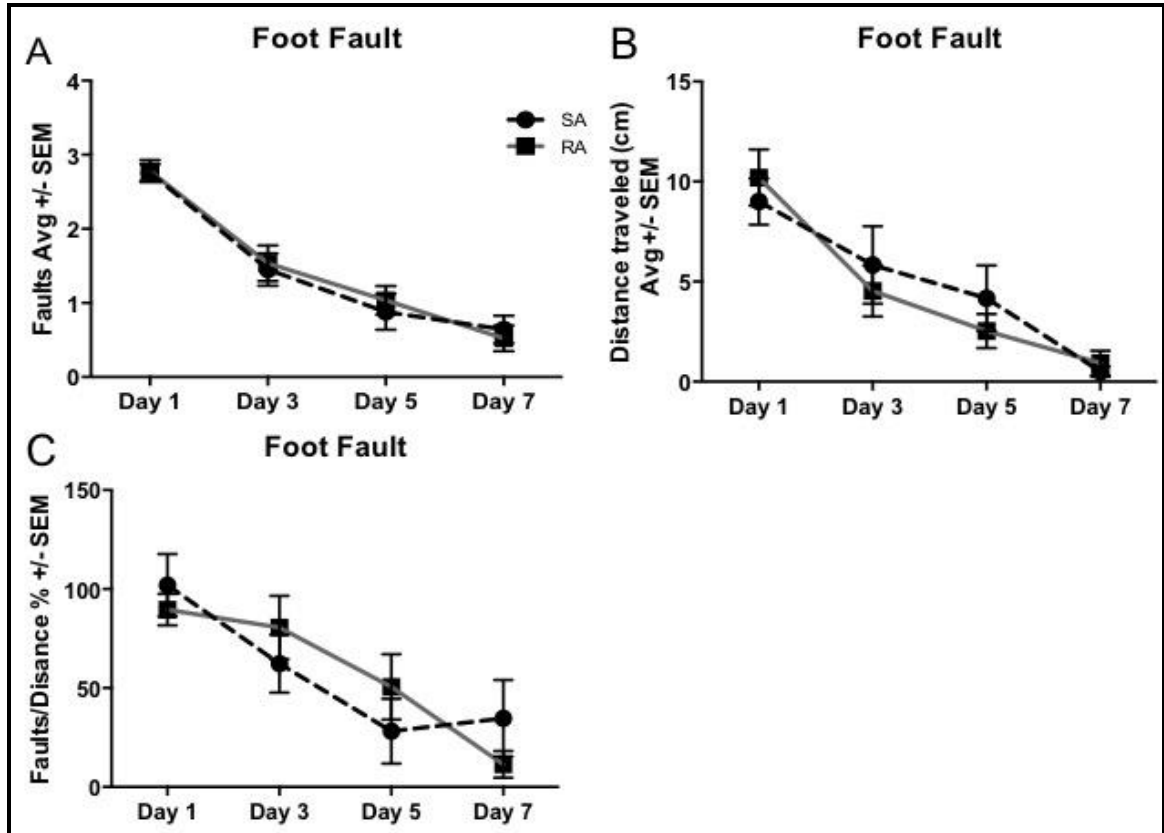 A
Foot Fault
Faults Avg +/- SEM
4
3
2
1
0
Day 1 Day 3 Day 5 Day 7
SA
RA
B
Foot Fault
Distance traveled (cm)
Avg +/- SEM
15
10
5
0
Day 1 Day 3 Day 5 Day 7
C
Foot Fault
Faults/Disance % +/- SEM
150
100
50
0
Day 1 Day 3 Day 5 Day 7